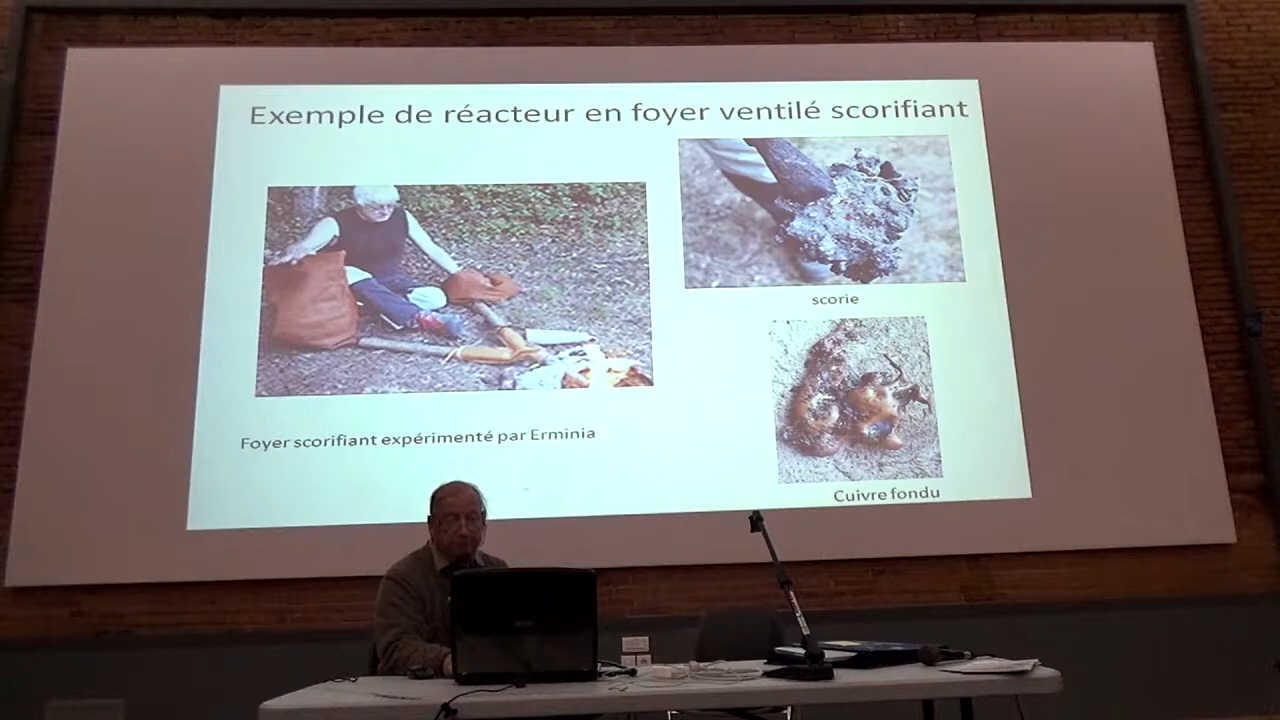 Exemple de réacteur en foyer ventilé scorifiant
scorie
Foyer scorifiant expérimenté par Erminia
Cuivre fondu